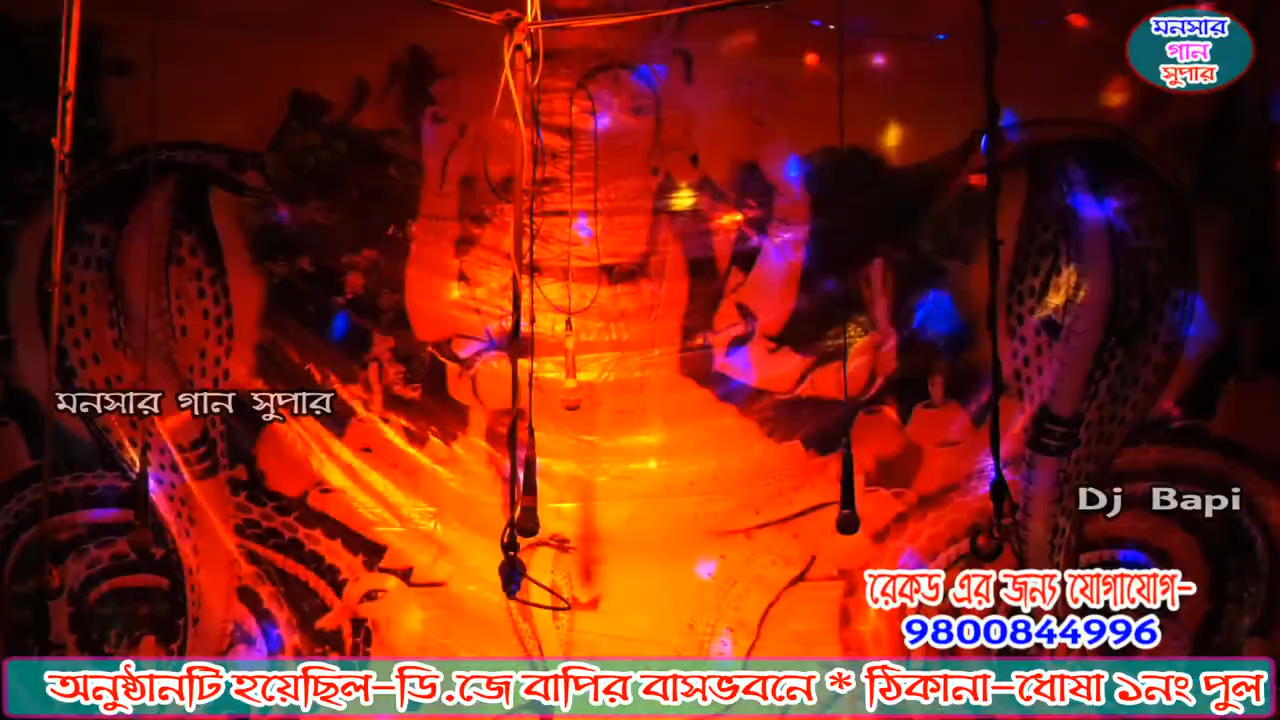 মনসার
গান
সুপার
মনসার গান সুপার
Dj Bapi
রেকড এর জন্য যোগাযোগ-
9800844996
অনুষ্ঠানটি হয়েছিল-ডি.জে বাপির বাসভবনে * ঠিকানা-ধোষা ১নং পুল